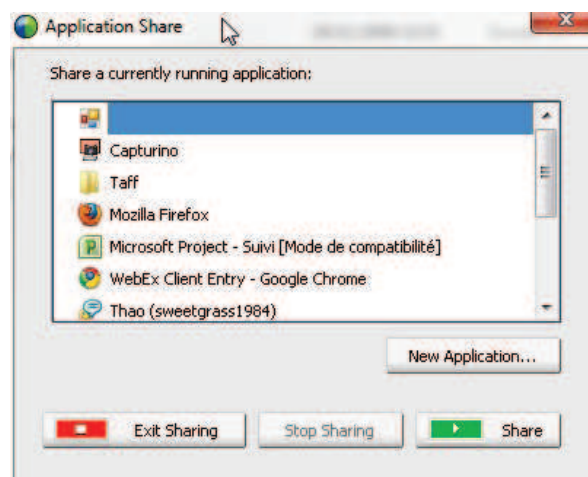 Application Share
Share a currently running application:
Capturino
Taff
Mozilla Firefox
Microsoft Project - Suivi [Mode de compatibilité]
WebEx Client Entry - Google Chrome
Thao (sweetgrass1984)
New Application...
Exit Sharing
Stop Sharing
Share